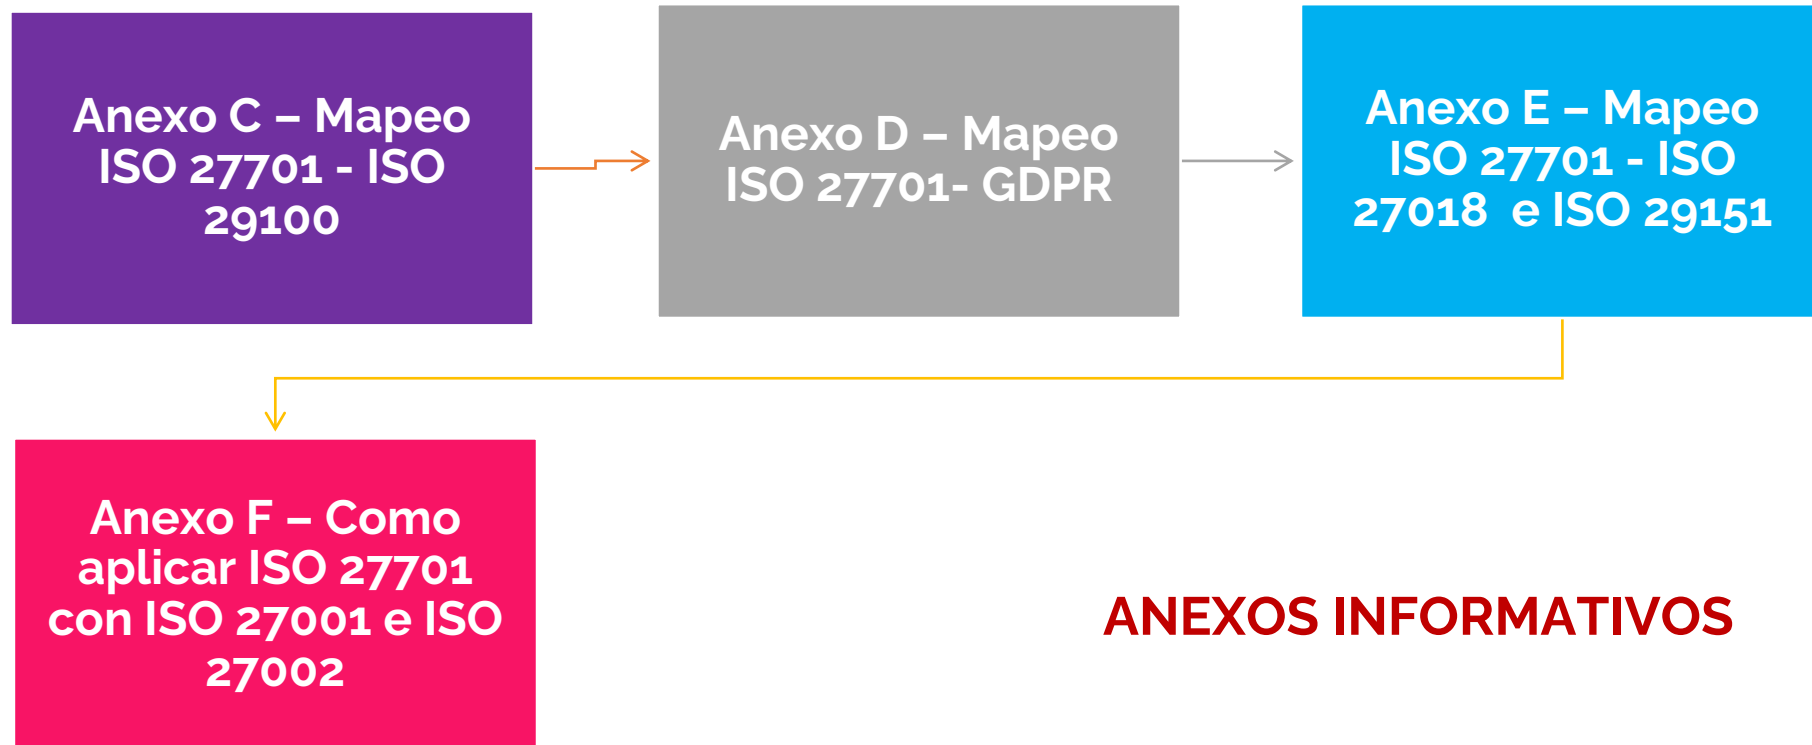 Anexo C – Mapeo
ISO 27701 - ISO
29100
Anexo D – Mapeo
ISO 27701- GDPR
Anexo E – Mapeo
ISO 27701 - ISO
27018  e ISO 29151
Anexo F – Como
aplicar ISO 27701
con ISO 27001 e ISO
27002
ANEXOS INFORMATIVOS